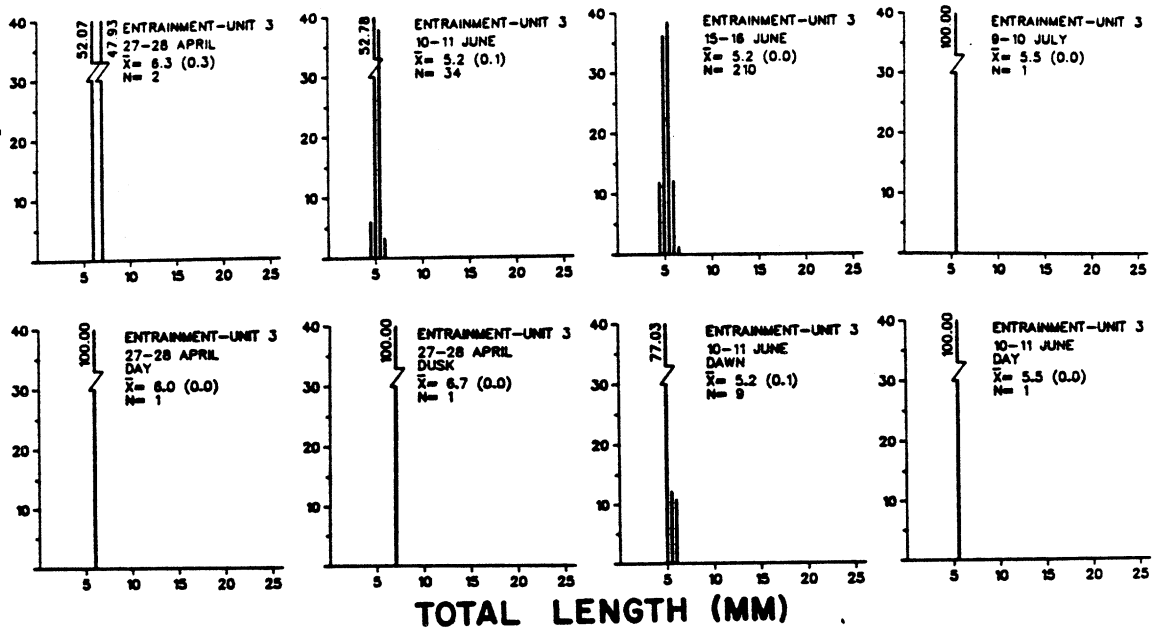 40
30
20
10
5 10 15 20 25
52.07
47.93
ENTRAINMENT-UNIT 3
27-28 APRIL
X̄= 6.3 (0.3)
N= 2
40
30
20
10
5 10 15 20 25
52.78
ENTRAINMENT-UNIT 3
10-11 JUNE
X̄= 5.2 (0.1)
N= 34
40
30
20
10
5 10 15 20 25
ENTRAINMENT-UNIT 3
15-16 JUNE
X̄= 5.2 (0.0)
N= 210
40
30
20
10
5 10 15 20 25
100.00
ENTRAINMENT-UNIT 3
9-10 JULY
X̄= 5.5 (0.0)
N= 1
40
30
20
10
5 10 15 20 25
100.00
ENTRAINMENT-UNIT 3
27-28 APRIL
DAY
X̄= 6.0 (0.0)
N= 1
40
30
20
10
5 10 15 20 25
100.00
ENTRAINMENT-UNIT 3
27-28 APRIL
DUSK
X̄= 6.7 (0.0)
N= 1
40
30
20
10
5 10 15 20 25
77.03
ENTRAINMENT-UNIT 3
10-11 JUNE
DAWN
X̄= 5.2 (0.1)
N= 9
40
30
20
10
5 10 15 20 25
100.00
ENTRAINMENT-UNIT 3
10-11 JUNE
DAY
X̄= 5.5 (0.0)
N= 1
TOTAL LENGTH (MM)